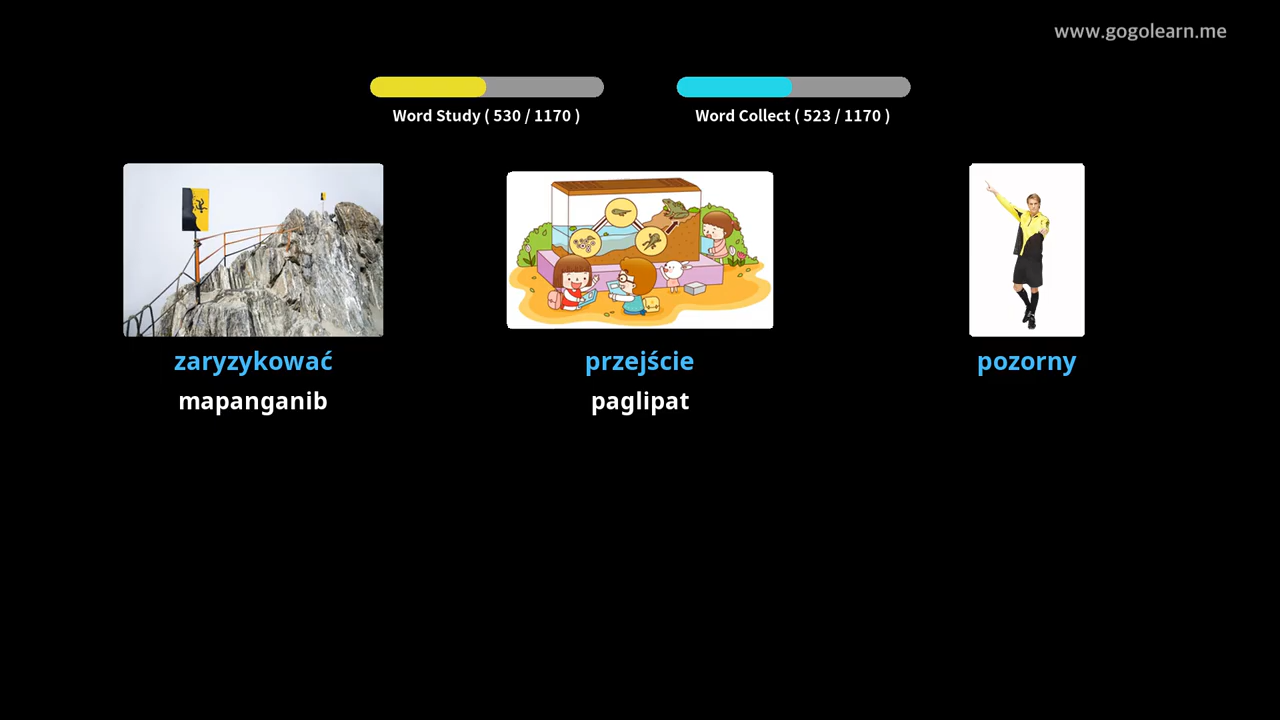 www.gogolearn.me
Word Study ( 530 / 1170 )
Word Collect ( 523 / 1170 )
zaryzykować
przejście
pozorny
mapanganib
paglipat